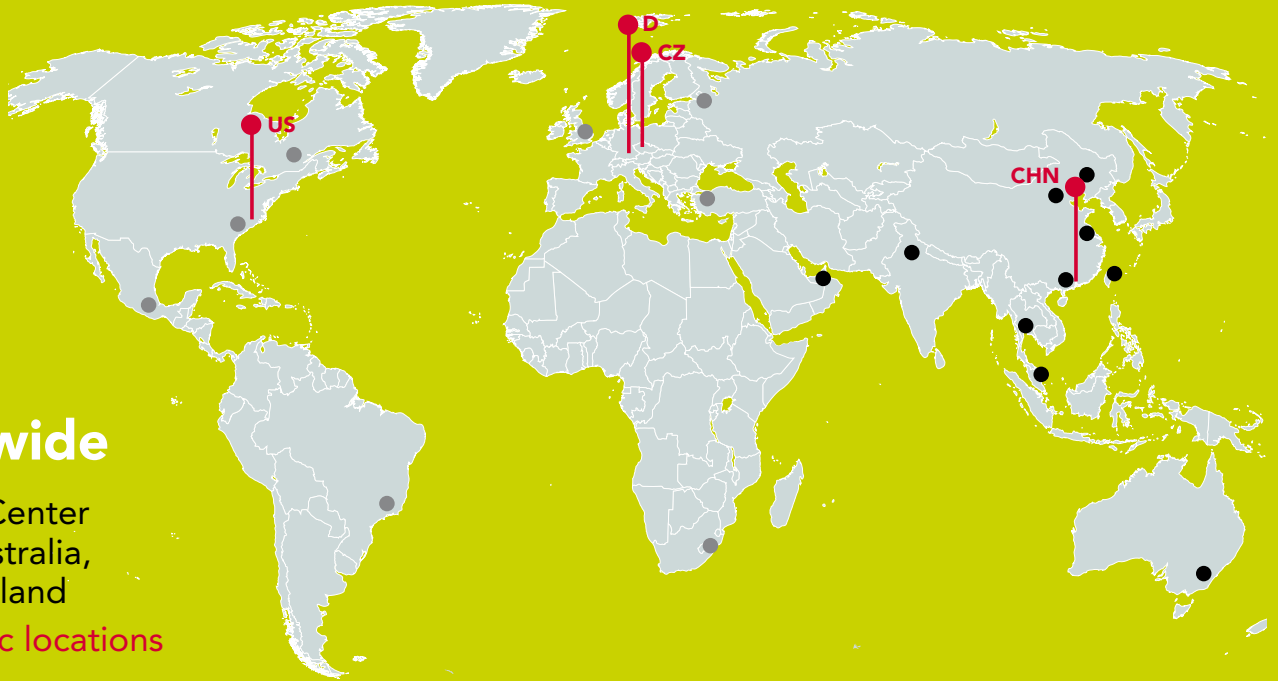 D
CZ
US
CHN
wide
Center
stralia,
land
c locations